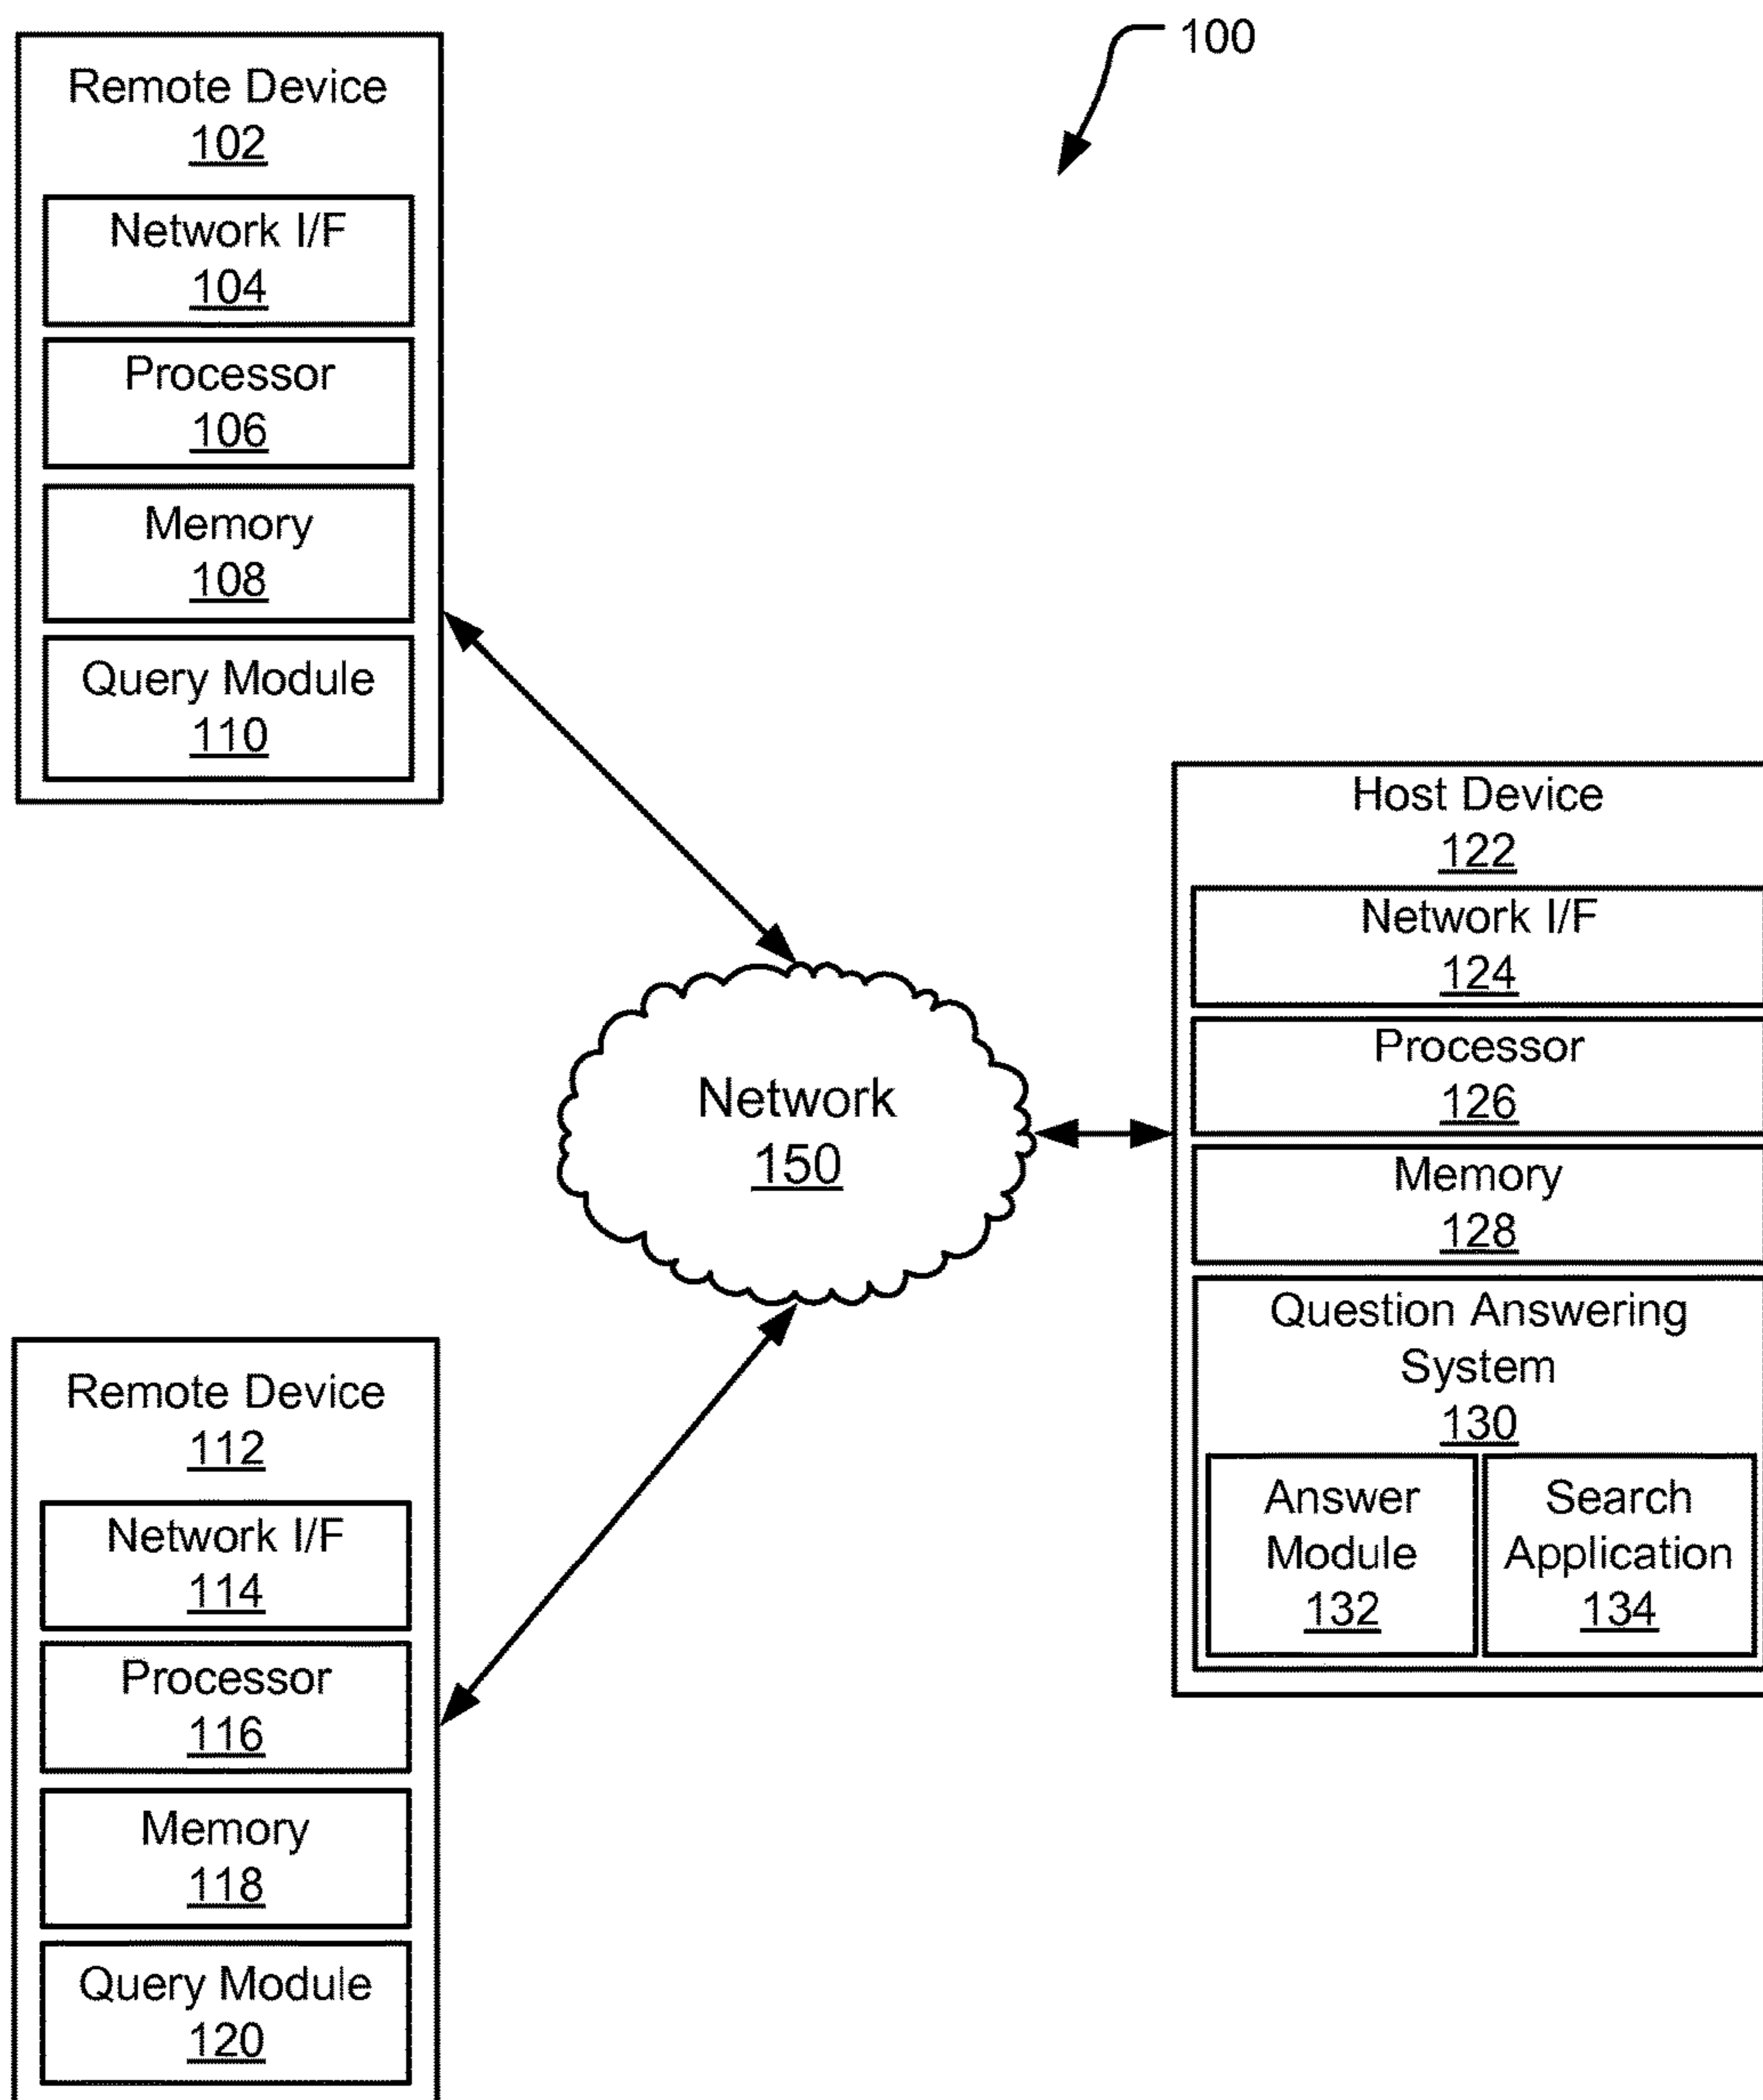 100
Remote Device
102
Network I/F
104
Processor
106
Memory
108
Query Module
110
Host Device
122
Network I/F
124
Processor
126
Memory
128
Question Answering
System
130
Answer
Module
132
Search
Application
134
Network
150
Remote Device
112
Network I/F
114
Processor
116
Memory
118
Query Module
120